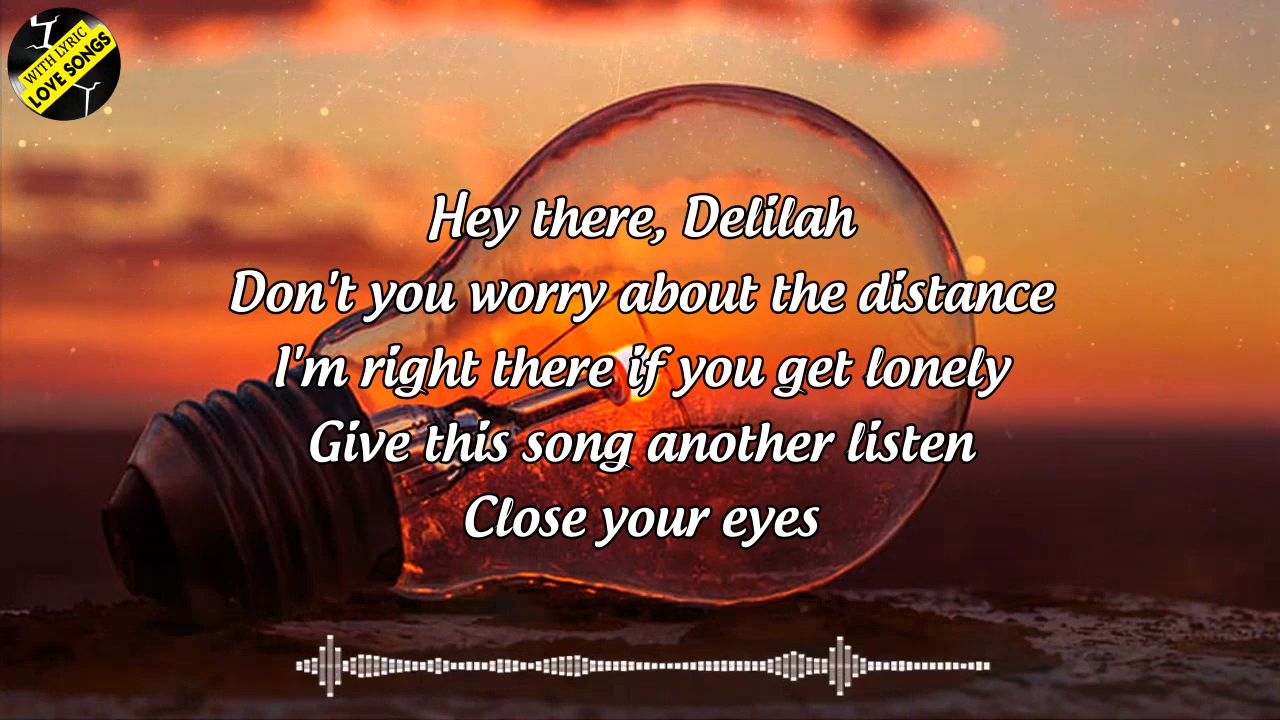 WITH LYRIC
LOVE SONGS
Hey there, Delilah
Don't you worry about the distance
I'm right there if you get lonely
Give this song another listen
Close your eyes